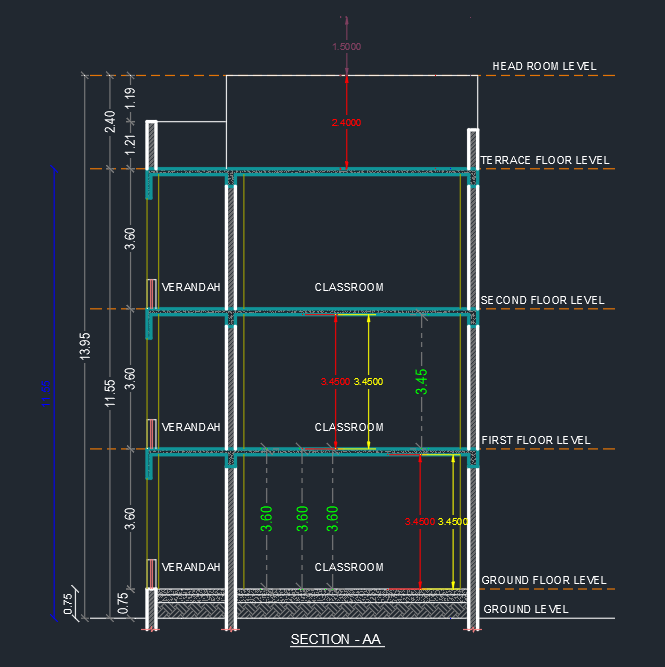 1.5000
HEAD ROOM LEVEL
1.19
2.40
2.4000
1.21
TERRACE FLOOR LEVEL
3.60
VERANDAH CLASSROOM
SECOND FLOOR LEVEL
13.95
11.55
3.60
3.4500 3.4500
3.45
VERANDAH CLASSROOM
FIRST FLOOR LEVEL
3.60
3.60
3.60
3.60
3.4500 3.4500
VERANDAH CLASSROOM
GROUND FLOOR LEVEL
0.75
0.75
GROUND LEVEL
SECTION - AA